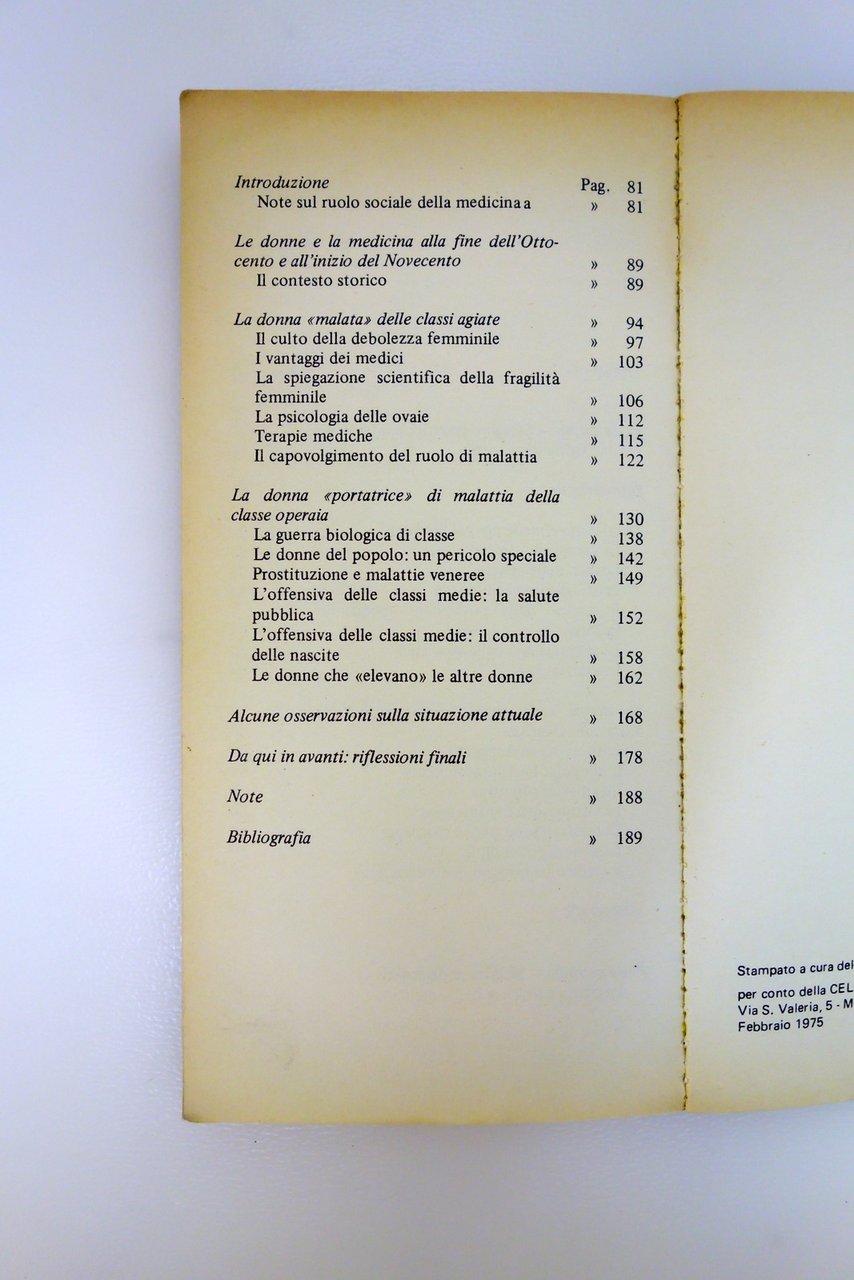 Introduzione Pag. 81
Note sul ruolo sociale della medicina a » 81
Le donne e la medicina alla fine dell'Otto-
cento e all'inizio del Novecento » 89
Il contesto storico » 89
La donna «malata» delle classi agiate » 94
Il culto della debolezza femminile » 97
I vantaggi dei medici » 103
La spiegazione scientifica della fragilità
femminile » 106
La psicologia delle ovaie » 112
Terapie mediche » 115
Il capovolgimento del ruolo di malattia » 122
La donna «portatrice» di malattia della
classe operaia » 130
La guerra biologica di classe » 138
Le donne del popolo: un pericolo speciale » 142
Prostituzione e malattie veneree » 149
L'offensiva delle classi medie: la salute
pubblica » 152
L'offensiva delle classi medie: il controllo
delle nascite » 158
Le donne che «elevano» le altre donne » 162
Alcune osservazioni sulla situazione attuale » 168
Da qui in avanti: riflessioni finali » 178
Note » 188
Bibliografia » 189
Stampato a cura del
per conto della CEL
Via S. Valeria, 5 - M
Febbraio 1975